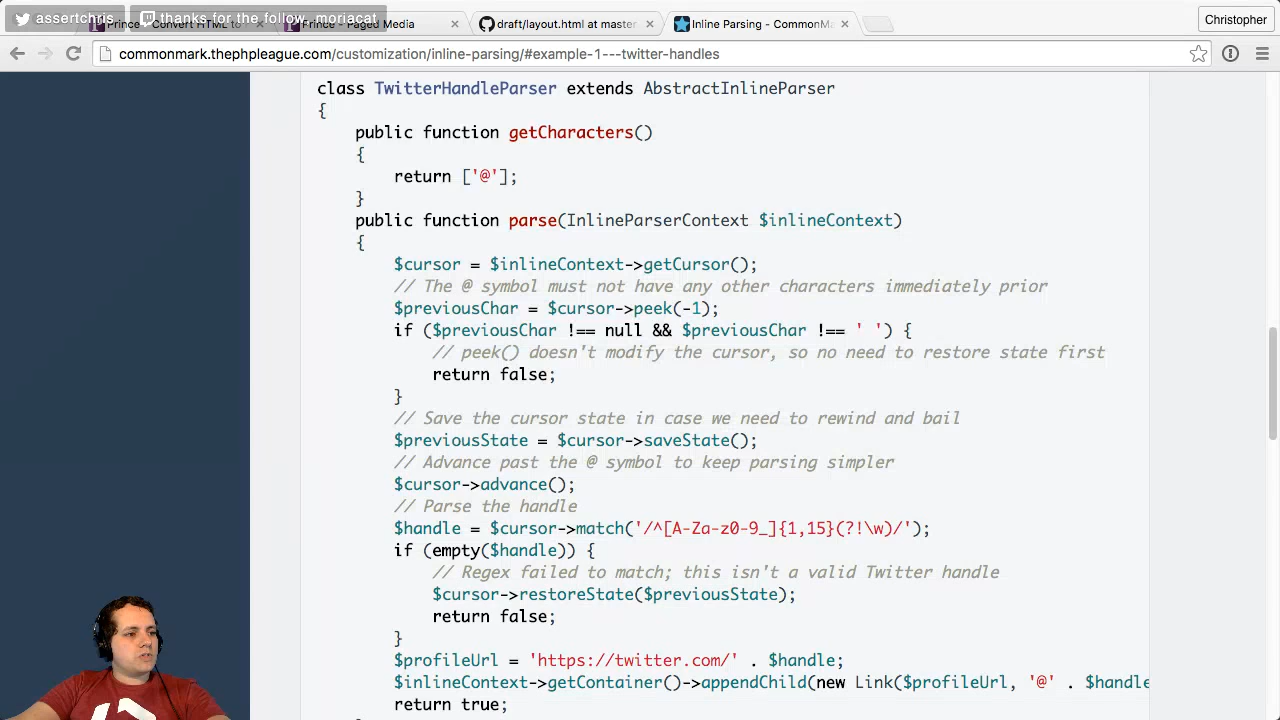 assertchris
thanks for the follow, moriacat
Prince - Convert HTML to
Prince - Paged Media
draft/layout.html at master
Inline Parsing - CommonMa
Christopher
commonmark.thephpleague.com/customization/inline-parsing/#example-1---twitter-handles
class TwitterHandleParser extends AbstractInlineParser
{
public function getCharacters()
{
return ['@'];
}
public function parse(InlineParserContext $inlineContext)
{
$cursor = $inlineContext->getCursor();
// The @ symbol must not have any other characters immediately prior
$previousChar = $cursor->peek(-1);
if ($previousChar !== null && $previousChar !== ' ') {
// peek() doesn't modify the cursor, so no need to restore state first
return false;
}
// Save the cursor state in case we need to rewind and bail
$previousState = $cursor->saveState();
// Advance past the @ symbol to keep parsing simpler
$cursor->advance();
// Parse the handle
$handle = $cursor->match('/^[A-Za-z0-9_]{1,15}(?!\w)/');
if (empty($handle)) {
// Regex failed to match; this isn't a valid Twitter handle
$cursor->restoreState($previousState);
return false;
}
$profileUrl = 'https://twitter.com/' . $handle;
$inlineContext->getContainer()->appendChild(new Link($profileUrl, '@' . $handle
return true;